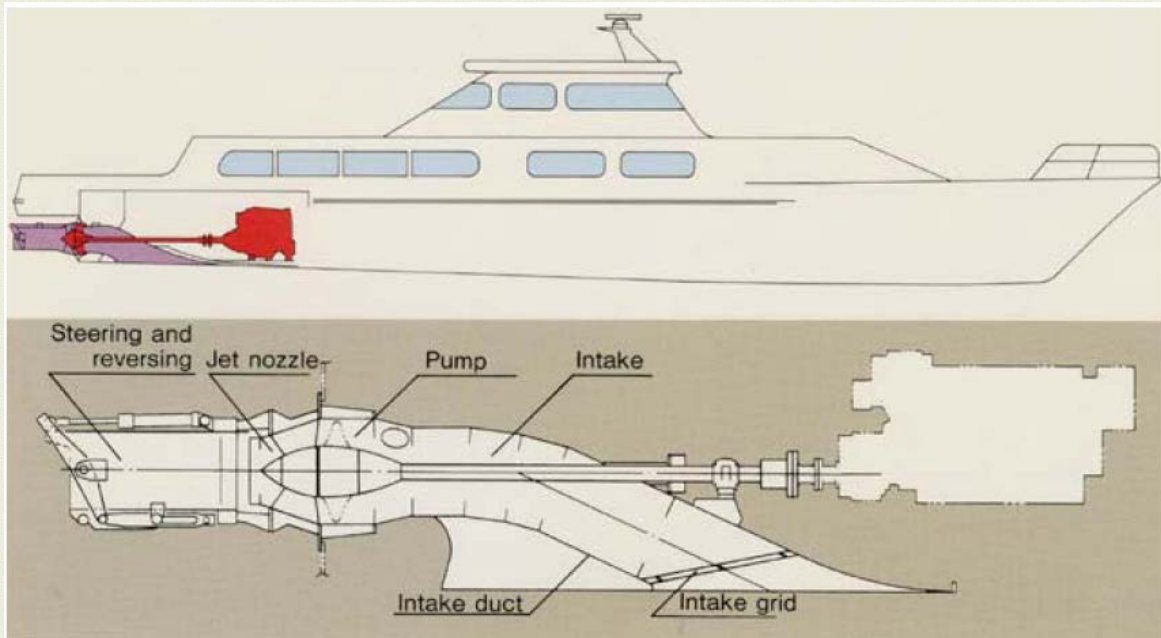 Steering and
reversing
Jet nozzle
Pump
Intake
Intake duct
Intake grid